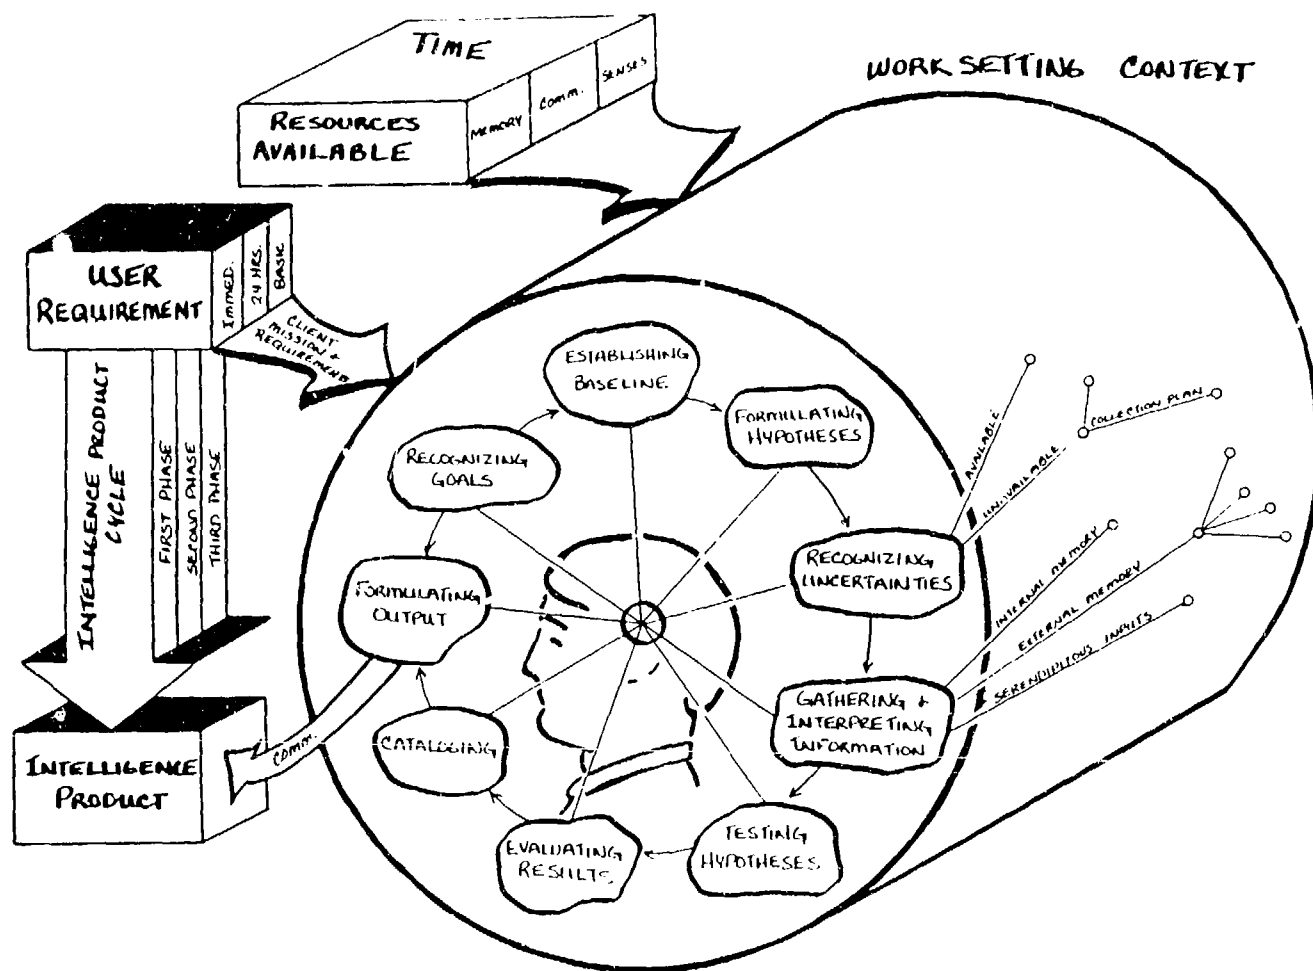 TIME
WORK SETTING CONTEXT
RESOURCES
AVAILABLE
MEMORY
COMM.
SENSES
USER
REQUIREMENT
IMMED.
24 HRS.
BASIC
CLIENT
MISSION +
REQUIREMENTS
INTELLIGENCE PRODUCT
CYCLE
FIRST PHASE
SECOND PHASE
THIRD PHASE
INTELLIGENCE
PRODUCT
COMM.
ESTABLISHING
BASELINE
FORMULATING
HYPOTHESES
RECOGNIZING
UNCERTAINTIES
GATHERING +
INTERPRETING
INFORMATION
TESTING
HYPOTHESES
EVALUATING
RESULTS
CATALOGING
FORMULATING
OUTPUT
RECOGNIZING
GOALS
AVAILABLE
UNAVAILABLE
COLLECTION PLAN
INTERNAL MEMORY
EXTERNAL MEMORY
SERENDIPITOUS INPUTS